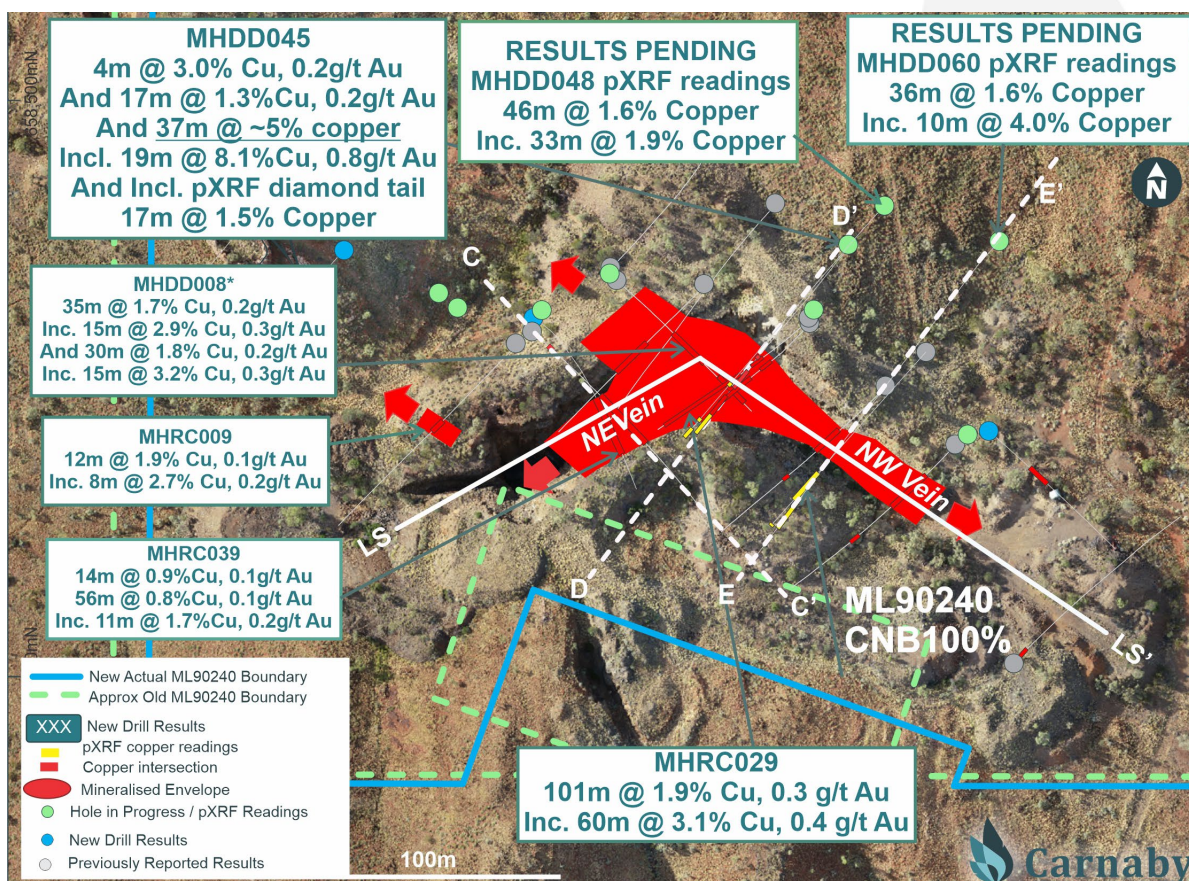 MHDD045
4m @ 3.0% Cu, 0.2g/t Au
And 17m @ 1.3%Cu, 0.2g/t Au
And 37m @ ~5% copper
Incl. 19m @ 8.1%Cu, 0.8g/t Au
And Incl. pXRF diamond tail
17m @ 1.5% Copper
RESULTS PENDING
MHDD048 pXRF readings
46m @ 1.6% Copper
Inc. 33m @ 1.9% Copper
RESULTS PENDING
MHDD060 pXRF readings
36m @ 1.6% Copper
Inc. 10m @ 4.0% Copper
N
E'
D'
C
MHDD008*
35m @ 1.7% Cu, 0.2g/t Au
Inc. 15m @ 2.9% Cu, 0.3g/t Au
And 30m @ 1.8% Cu, 0.2g/t Au
Inc. 15m @ 3.2% Cu, 0.3g/t Au
MHRC009
12m @ 1.9% Cu, 0.1g/t Au
Inc. 8m @ 2.7% Cu, 0.2g/t Au
NEVein
NW Vein
LS
MHRC039
14m @ 0.9%Cu, 0.1g/t Au
56m @ 0.8%Cu, 0.1g/t Au
Inc. 11m @ 1.7%Cu, 0.2g/t Au
D
E
C'
ML90240
CNB100%
LS'
New Actual ML90240 Boundary
Approx Old ML90240 Boundary
XXX New Drill Results
pXRF copper readings
Copper intersection
Mineralised Envelope
Hole in Progress / pXRF Readings
New Drill Results
Previously Reported Results
100m
MHRC029
101m @ 1.9% Cu, 0.3 g/t Au
Inc. 60m @ 3.1% Cu, 0.4 g/t Au
Carnaby